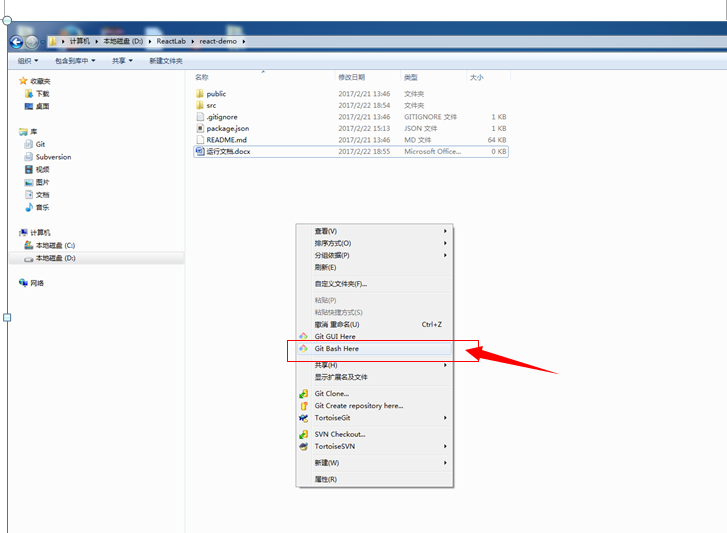 计算机 ▸ 本地磁盘 (D:) ▸ ReactLab ▸ react-demo ▸
组织 包含到库中 共享 新建文件夹
名称 修改日期 类型 大小
收藏夹
下载
桌面
库
Git
Subversion
视频
图片
文档
音乐
计算机
本地磁盘 (C:)
本地磁盘 (D:)
网络
public 2017/2/21 13:46 文件夹
src 2017/2/22 18:54 文件夹
.gitignore 2017/2/21 13:46 GITIGNORE 文件 1 KB
package.json 2017/2/22 15:13 JSON 文件 1 KB
README.md 2017/2/21 13:46 MD 文件 64 KB
运行文档.docx 2017/2/22 18:55 Microsoft Office... 0 KB
查看(V)
排序方式(O)
分组依据(P)
刷新(E)
自定义文件夹(F)...
粘贴(P)
粘贴快捷方式(S)
撤消 重命名(U) Ctrl+Z
Git GUI Here
Git Bash Here
共享(H)
显示扩展名及文件
Git Clone...
Git Create repository here...
TortoiseGit
SVN Checkout...
TortoiseSVN
新建(W)
属性(R)